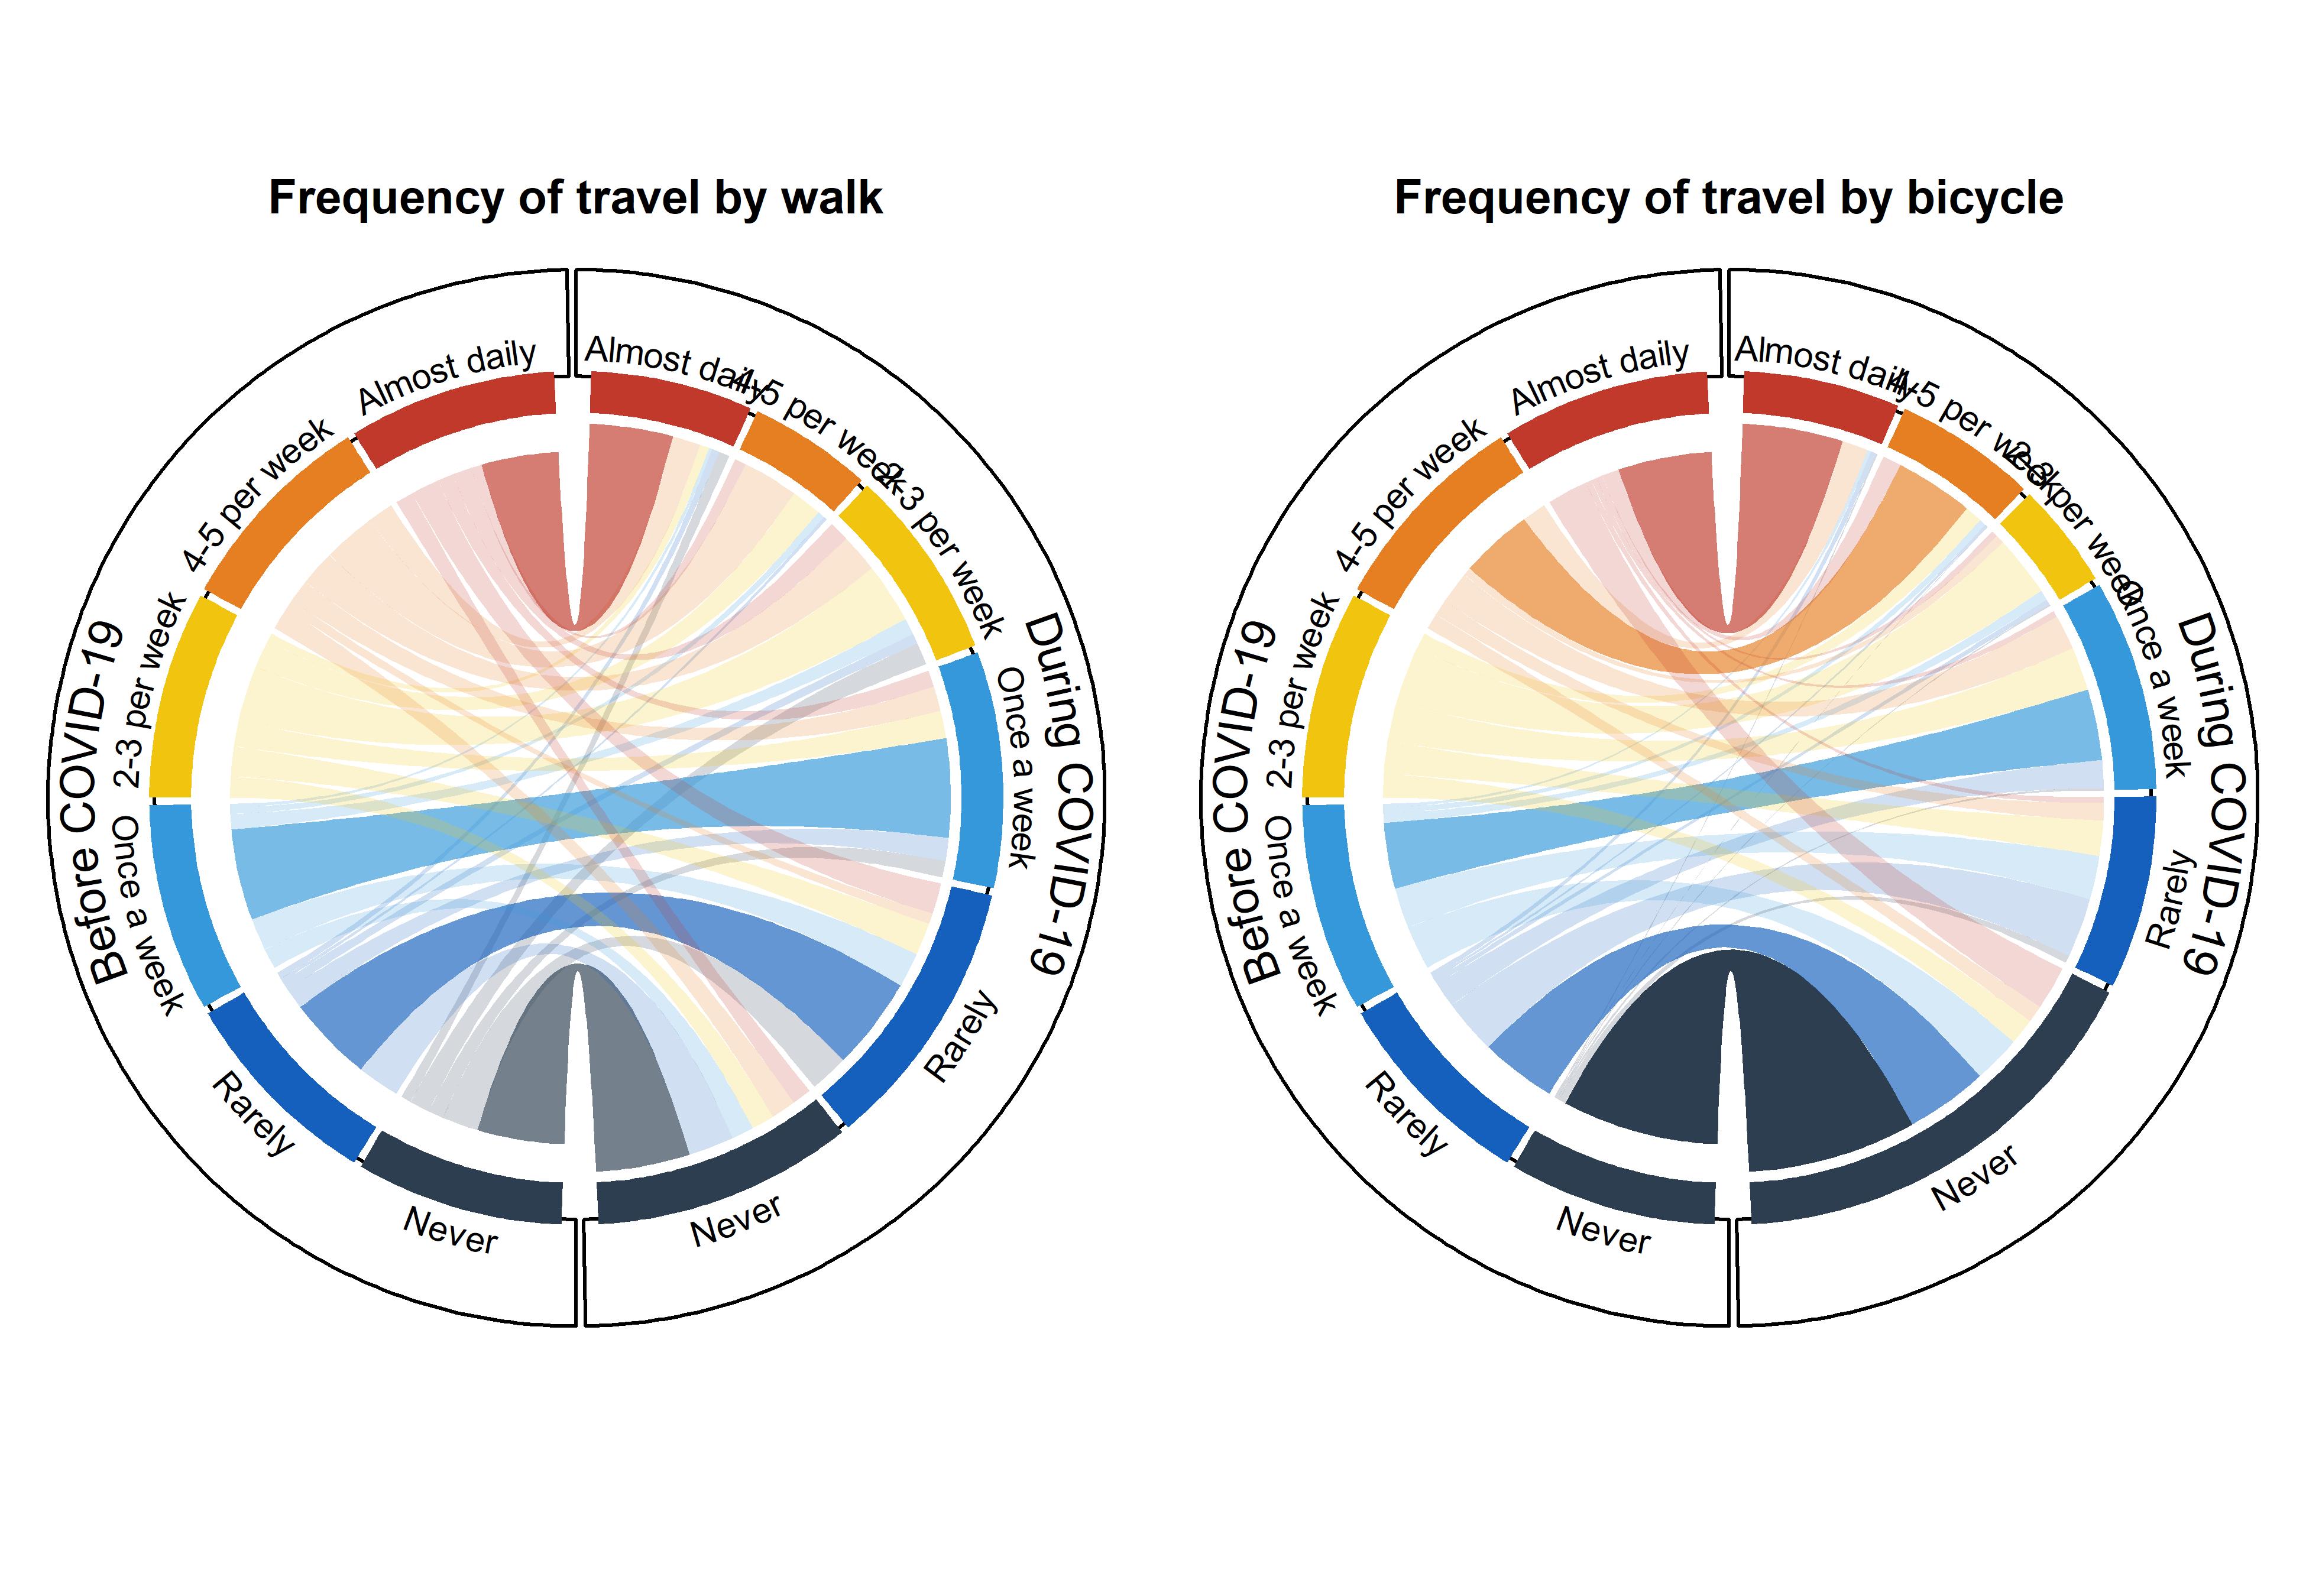 Frequency of travel by walk
Before COVID-19
During COVID-19
Almost daily
4-5 per week
2-3 per week
Once a week
Rarely
Never
Almost daily
4-5 per week
2-3 per week
Once a week
Rarely
Never
Frequency of travel by bicycle
Before COVID-19
During COVID-19
Almost daily
4-5 per week
2-3 per week
Once a week
Rarely
Never
Almost daily
4-5 per week
2-3 per week
Once a week
Rarely
Never